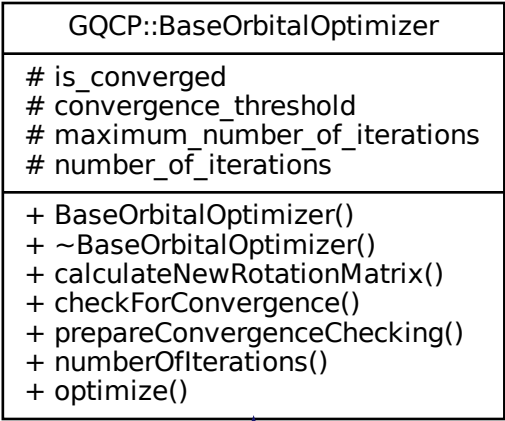 GQCP::BaseOrbitalOptimizer
# is_converged
# convergence_threshold
# maximum_number_of_iterations
# number_of_iterations
+ BaseOrbitalOptimizer()
+ ~BaseOrbitalOptimizer()
+ calculateNewRotationMatrix()
+ checkForConvergence()
+ prepareConvergenceChecking()
+ numberOfIterations()
+ optimize()